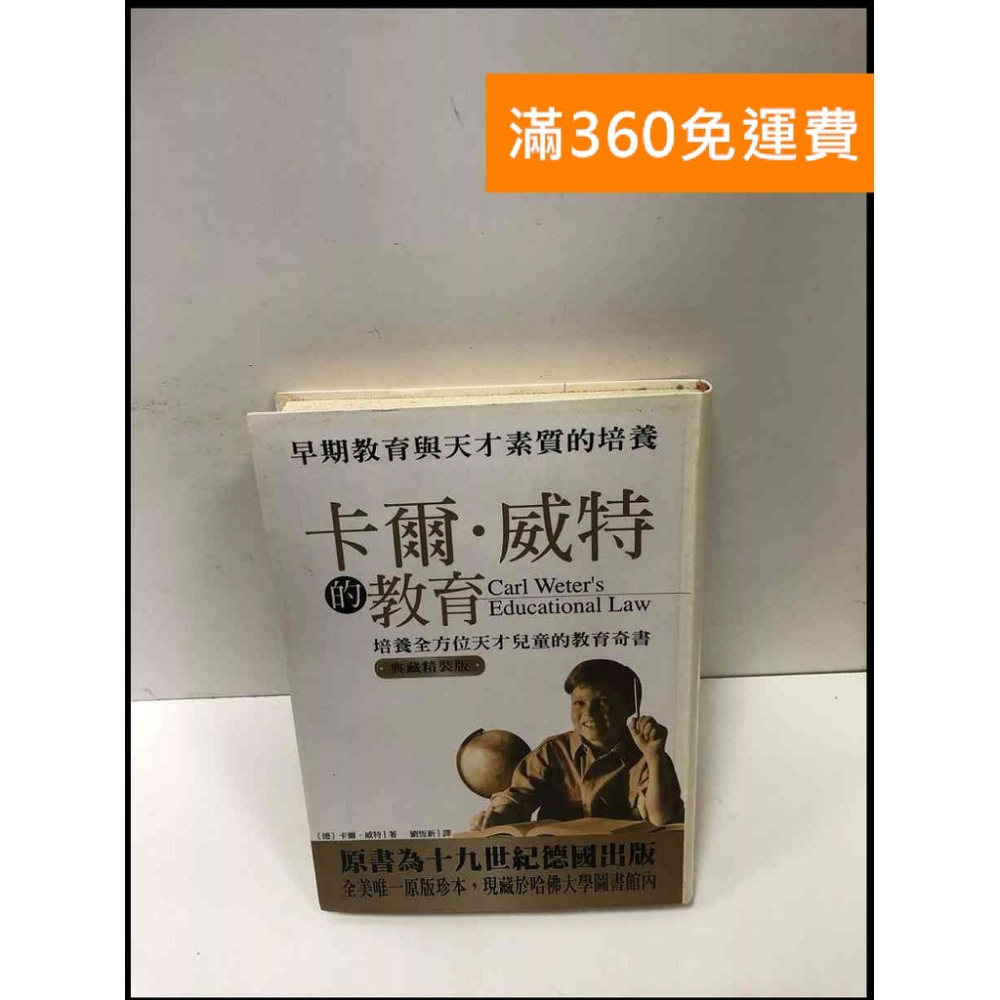 滿360免運費
早期教育與天才素質的培養
卡爾·威特
的教育
Carl Weter's
Educational Law
培養全方位天才兒童的教育奇書
·典藏精裝版·
〔德〕卡爾·威特|著 劉恆新|譯
原書為十九世紀德國出版
全美唯一原版珍本，現藏於哈佛大學圖書館內